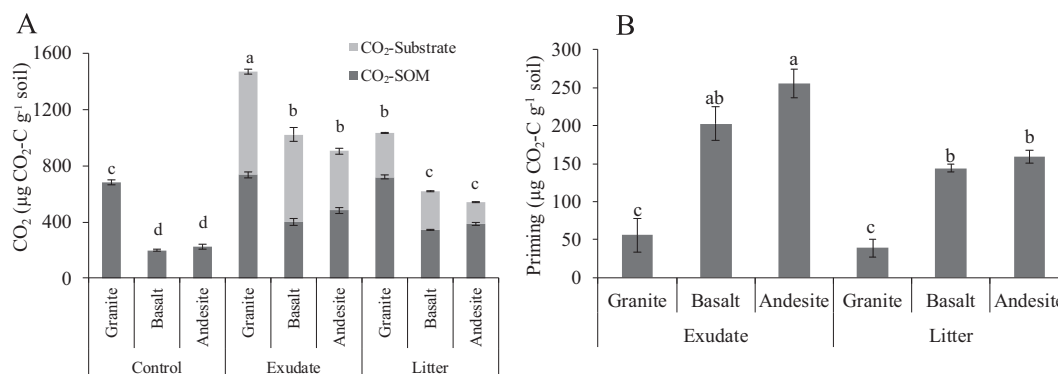 A
CO₂ (µg CO₂-C g⁻¹ soil)
1600
1200
800
400
0
CO₂-Substrate
CO₂-SOM
c
d
d
a
b
b
b
c
c
Granite
Basalt
Andesite
Granite
Basalt
Andesite
Granite
Basalt
Andesite
Control
Exudate
Litter
B
Priming (µg CO₂-C g⁻¹ soil)
300
250
200
150
100
50
0
c
ab
a
c
b
b
Granite
Basalt
Andesite
Granite
Basalt
Andesite
Exudate
Litter